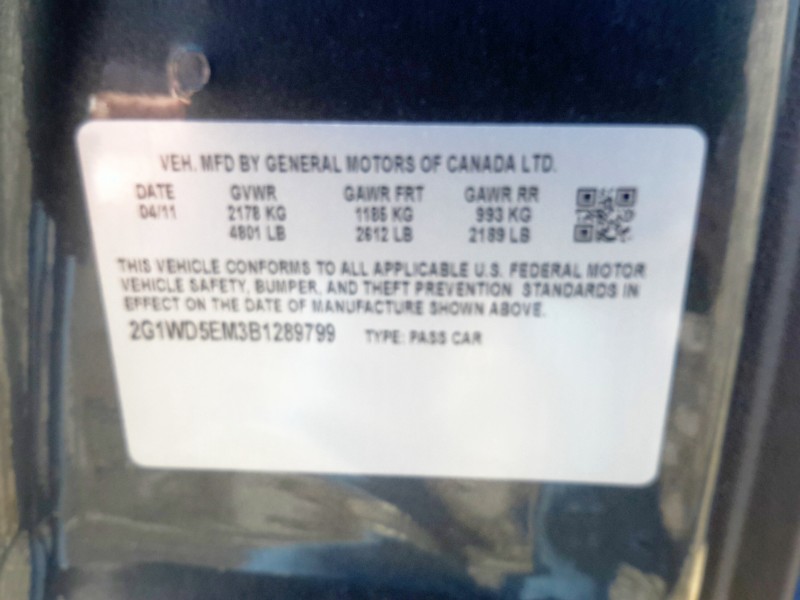 VEH. MFD BY GENERAL MOTORS OF CANADA LTD.
DATE GVWR GAWR FRT GAWR RR
04/11 2178 KG 1185 KG 993 KG
4801 LB 2612 LB 2189 LB
THIS VEHICLE CONFORMS TO ALL APPLICABLE U.S. FEDERAL MOTOR
VEHICLE SAFETY, BUMPER, AND THEFT PREVENTION STANDARDS IN
EFFECT ON THE DATE OF MANUFACTURE SHOWN ABOVE.
2G1WD5EM3B1289799 TYPE: PASS CAR